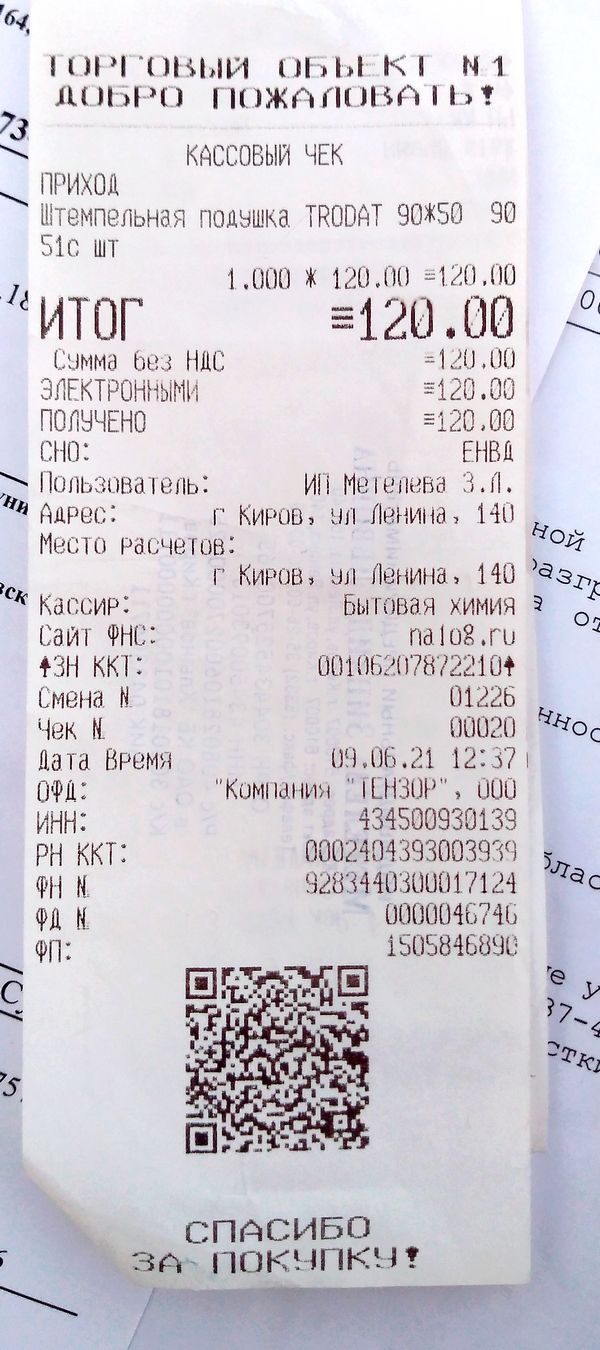 ТОРГОВЫЙ ОБЪЕКТ №1
ДОБРО ПОЖАЛОВАТЬ!
КАССОВЫЙ ЧЕК
ПРИХОД
Штемпельная подушка TRODAT 90*50 90
51с шт
1.000 * 120.00 =120.00
ИТОГ =120.00
Сумма без НДС =120.00
ЭЛЕКТРОННЫМИ =120.00
ПОЛУЧЕНО =120.00
СНО: ЕНВД
Пользователь: ИП Метелева З.Л.
Адрес: г Киров, ул Ленина, 140
Место расчетов:
г Киров, ул Ленина, 140
Кассир: Бытовая химия
Сайт ФНС: nalog.ru
ЗН ККТ: 00106207872210
Смена № 01226
Чек № 00020
Дата Время 09.06.21 12:37
ОФД: "Компания "ТЕНЗОР", ООО
ИНН: 434500930139
РН ККТ: 0002404393003939
ФН № 9283440300017124
ФД № 0000046746
ФП: 1505846890
СПАСИБО
ЗА ПОКУПКУ!